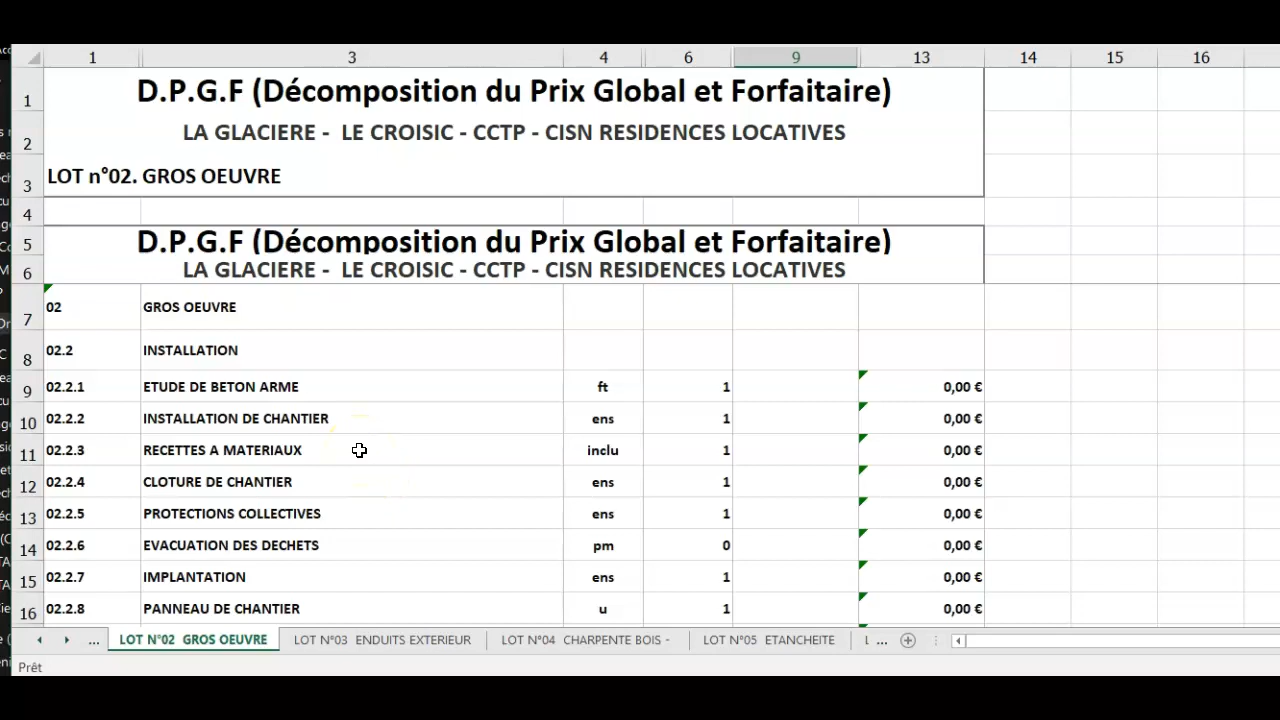 1 3 4 6 9 13 14 15 16
1 D.P.G.F (Décomposition du Prix Global et Forfaitaire)
2 LA GLACIERE - LE CROISIC - CCTP - CISN RESIDENCES LOCATIVES
3 LOT n°02. GROS OEUVRE
4
5 D.P.G.F (Décomposition du Prix Global et Forfaitaire)
6 LA GLACIERE - LE CROISIC - CCTP - CISN RESIDENCES LOCATIVES
7 02 GROS OEUVRE
8 02.2 INSTALLATION
9 02.2.1 ETUDE DE BETON ARME ft 1 0,00 €
10 02.2.2 INSTALLATION DE CHANTIER ens 1 0,00 €
11 02.2.3 RECETTES A MATERIAUX inclu 1 0,00 €
12 02.2.4 CLOTURE DE CHANTIER ens 1 0,00 €
13 02.2.5 PROTECTIONS COLLECTIVES ens 1 0,00 €
14 02.2.6 EVACUATION DES DECHETS pm 0 0,00 €
15 02.2.7 IMPLANTATION ens 1 0,00 €
16 02.2.8 PANNEAU DE CHANTIER u 1 0,00 €
... LOT N°02 GROS OEUVRE LOT N°03 ENDUITS EXTERIEUR LOT N°04 CHARPENTE BOIS - LOT N°05 ETANCHEITE L ...
Prêt